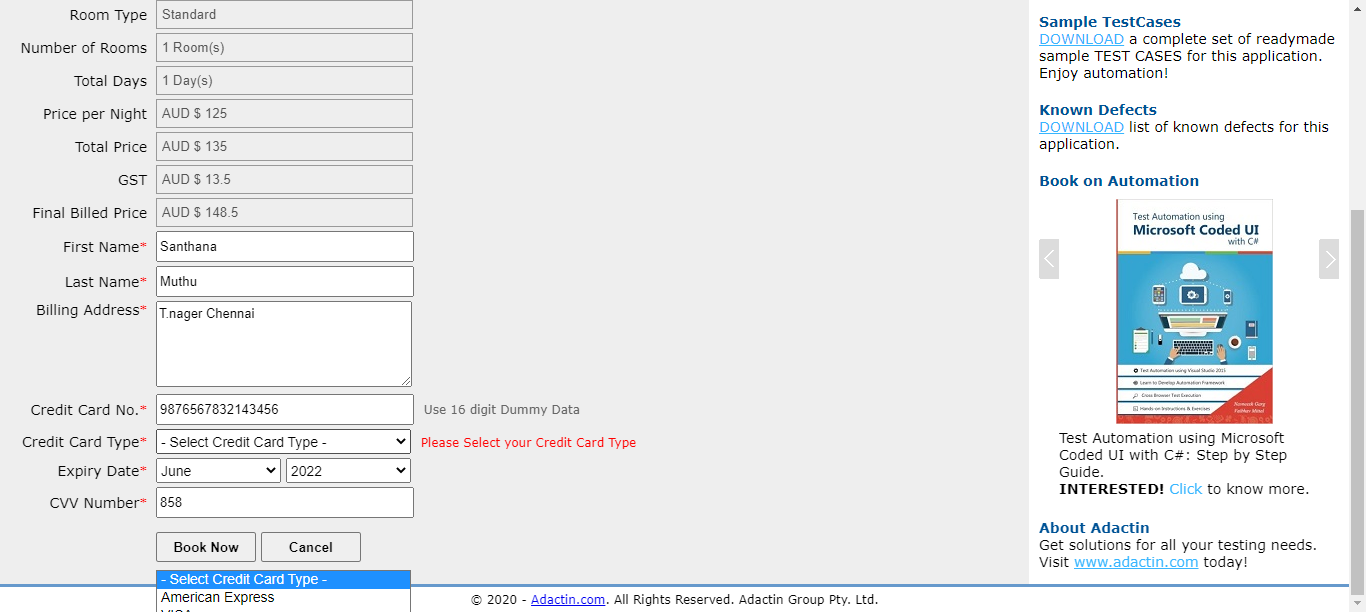 Room Type Standard
Number of Rooms 1 Room(s)
Total Days 1 Day(s)
Price per Night AUD $ 125
Total Price AUD $ 135
GST AUD $ 13.5
Final Billed Price AUD $ 148.5
First Name* Santhana
Last Name* Muthu
Billing Address* T.nager Chennai
Credit Card No.* 9876567832143456 Use 16 digit Dummy Data
Credit Card Type* - Select Credit Card Type - Please Select your Credit Card Type
Expiry Date* June 2022
CVV Number* 858
Book Now Cancel
- Select Credit Card Type -
American Express
Sample TestCases
DOWNLOAD a complete set of readymade
sample TEST CASES for this application.
Enjoy automation!
Known Defects
DOWNLOAD list of known defects for this
application.
Book on Automation
Test Automation using
Microsoft Coded UI
with C#
Test Automation using Visual Studio 2015
Learn to Develop Automation Framework
Cross Browser Test Execution
Hands-on Instructions & Exercises
Test Automation using Microsoft
Coded UI with C#: Step by Step
Guide.
INTERESTED! Click to know more.
About Adactin
Get solutions for all your testing needs.
Visit www.adactin.com today!
© 2020 - Adactin.com. All Rights Reserved. Adactin Group Pty. Ltd.